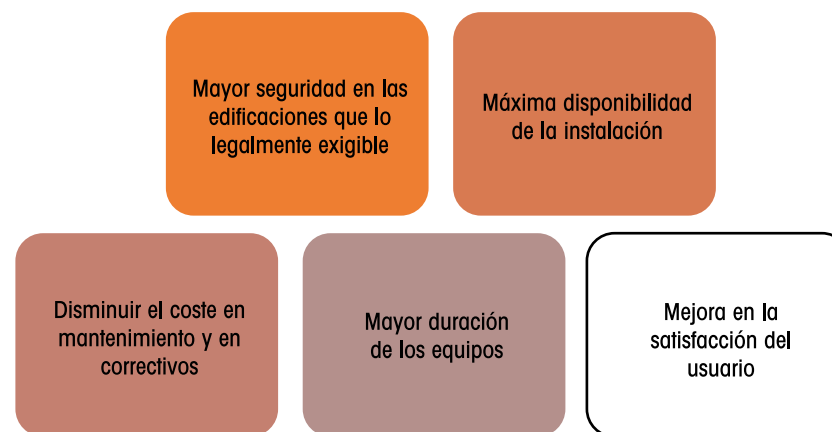 Mayor seguridad en las
edificaciones que lo
legalmente exigible
Máxima disponibilidad
de la instalación
Disminuir el coste en
mantenimiento y en
correctivos
Mayor duración
de los equipos
Mejora en la
satisfacción del
usuario